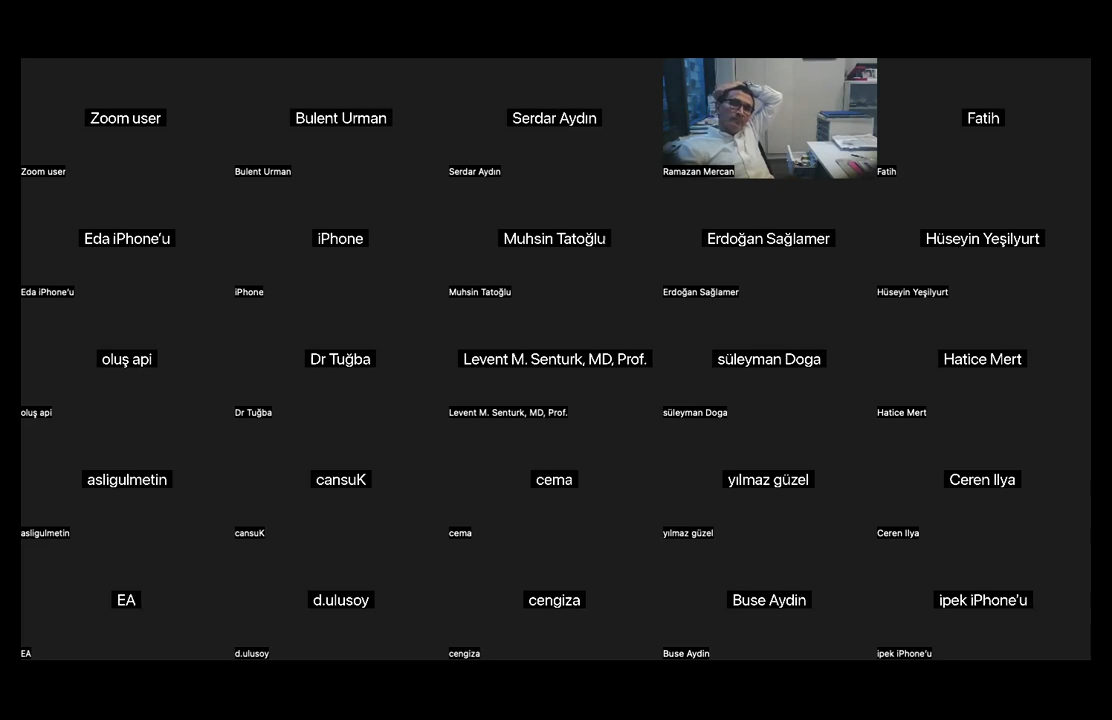 Zoom user
Bulent Urman
Serdar Aydın
Fatih
Zoom user
Bulent Urman
Serdar Aydın
Ramazan Mercan
Fatih
Eda iPhone’u
iPhone
Muhsin Tatoğlu
Erdoğan Sağlamer
Hüseyin Yeşilyurt
Eda iPhone’u
iPhone
Muhsin Tatoğlu
Erdoğan Sağlamer
Hüseyin Yeşilyurt
oluş api
Dr Tuğba
Levent M. Senturk, MD, Prof.
süleyman Doga
Hatice Mert
oluş api
Dr Tuğba
Levent M. Senturk, MD, Prof.
süleyman Doga
Hatice Mert
asligulmetin
cansuK
cema
yılmaz güzel
Ceren Ilya
asligulmetin
cansuK
cema
yılmaz güzel
Ceren Ilya
EA
d.ulusoy
cengiza
Buse Aydin
ipek iPhone’u
EA
d.ulusoy
cengiza
Buse Aydin
ipek iPhone’u